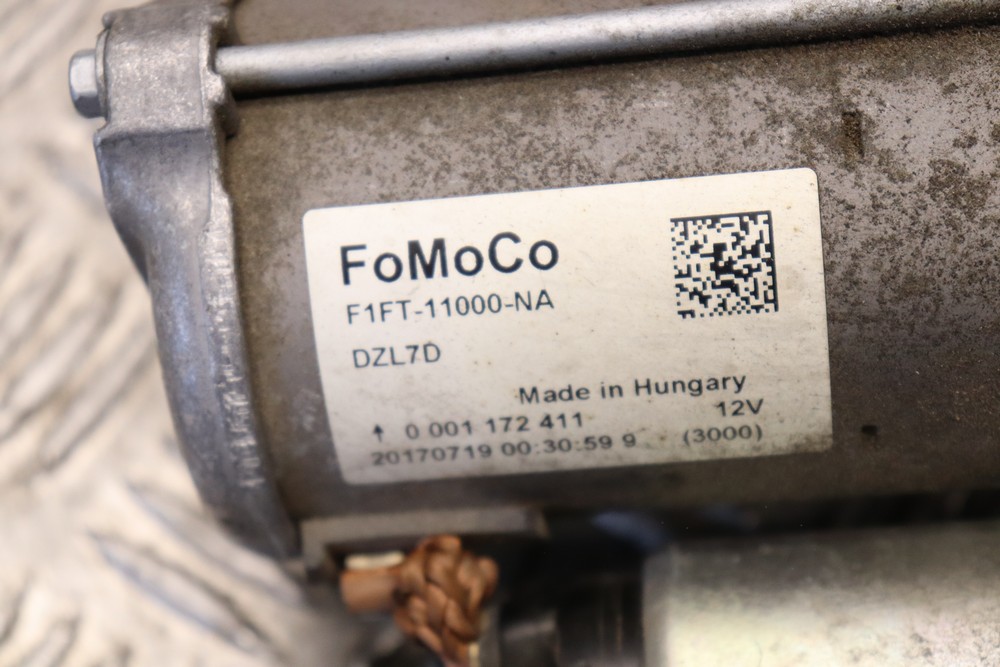 FoMoCo
F1FT-11000-NA
DZL7D
Made in Hungary
↑ 0 001 172 411 12V
20170719 00:30:59 9 (3000)